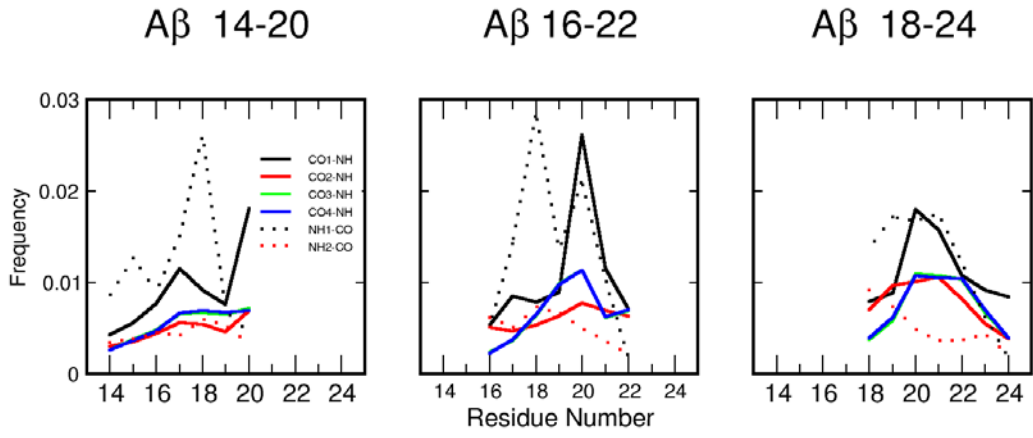 Aβ 14-20
Aβ 16-22
Aβ 18-24
Frequency
0.03
0.02
0.01
0
CO1-NH
CO2-NH
CO3-NH
CO4-NH
NH1-CO
NH2-CO
14 16 18 20 22 24
14 16 18 20 22 24
14 16 18 20 22 24
Residue Number